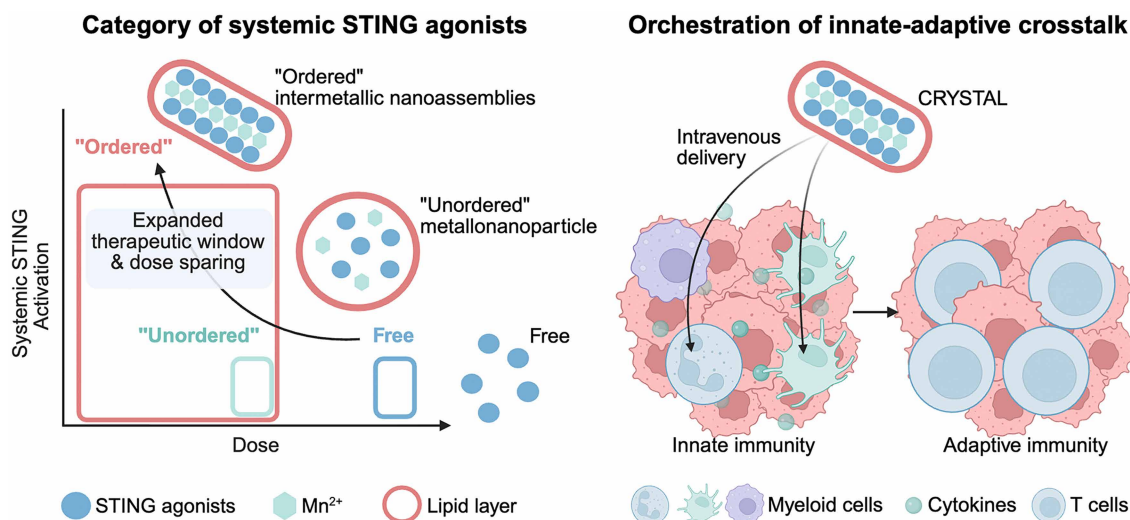 Category of systemic STING agonists
"Ordered"
intermetallic nanoassemblies
"Ordered"
Expanded
therapeutic window
& dose sparing
"Unordered"
metallonanoparticle
"Unordered"
Free
Free
Systemic STING
Activation
Dose
STING agonists
Mn²⁺
Lipid layer
Orchestration of innate-adaptive crosstalk
CRYSTAL
Intravenous
delivery
Innate immunity
Adaptive immunity
Myeloid cells
Cytokines
T cells